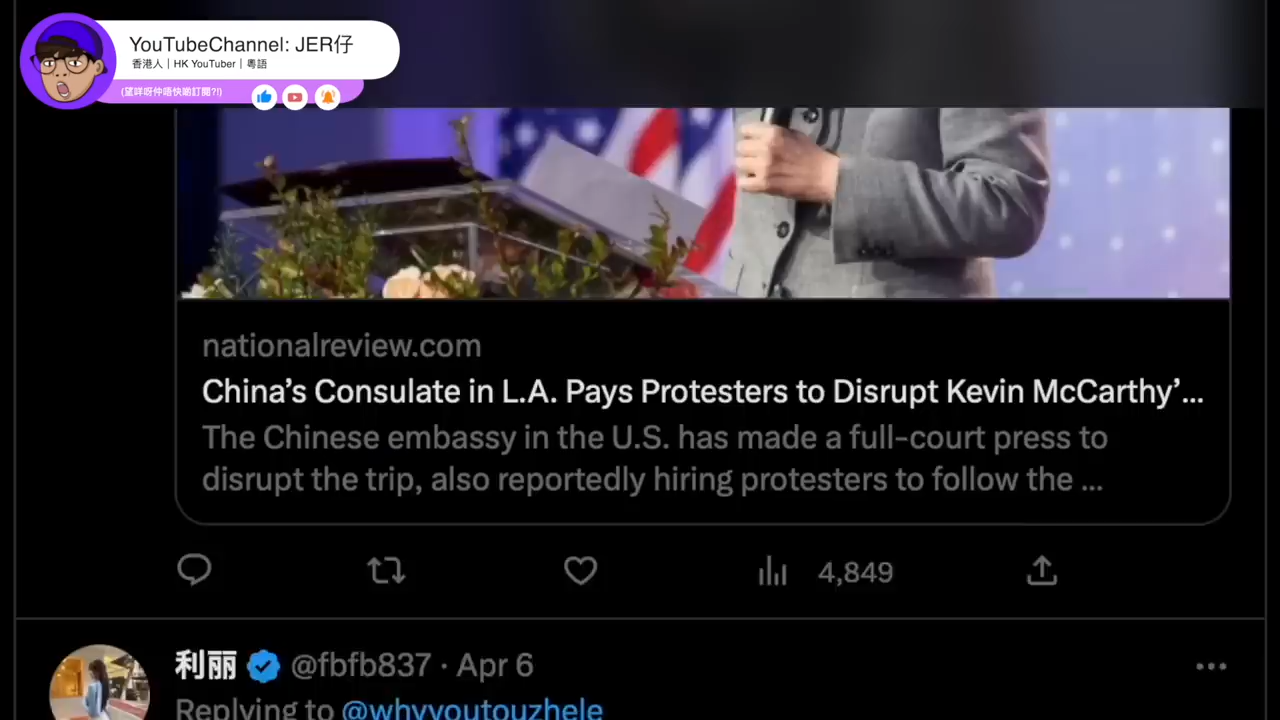 YouTubeChannel: JER仔
香港人 | HK YouTuber | 粵語
(望咩呀仲唔快啲訂閱?!)
nationalreview.com
China’s Consulate in L.A. Pays Protesters to Disrupt Kevin McCarthy’...
The Chinese embassy in the U.S. has made a full-court press to
disrupt the trip, also reportedly hiring protesters to follow the ...
4,849
利丽 @fbfb837 · Apr 6
Replying to @whyyoutouzhele